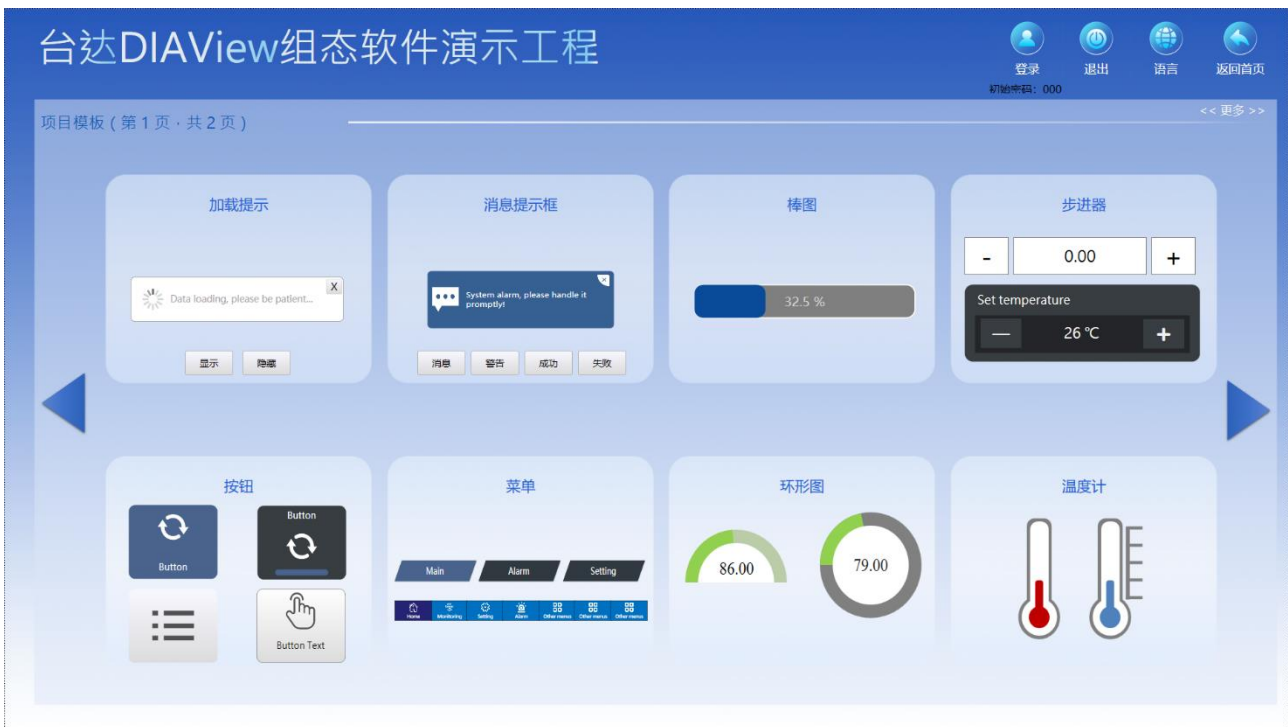 台达DIAView组态软件演示工程
登录
退出
语言
返回首页
初始密码：000
<< 更多 >>
项目模板（第 1 页 · 共 2 页）
加载提示
Data loading, please be patient...
X
显示
隐藏
消息提示框
System alarm, please handle it
promptly!
x
消息
警告
成功
失败
棒图
32.5 %
步进器
-
0.00
+
Set temperature
—
26 ℃
+
按钮
Button
Button
Button Text
菜单
Main
Alarm
Setting
Home
Monitoring
Setting
Alarm
Other menus
Other menus
Other menus
环形图
86.00
79.00
温度计